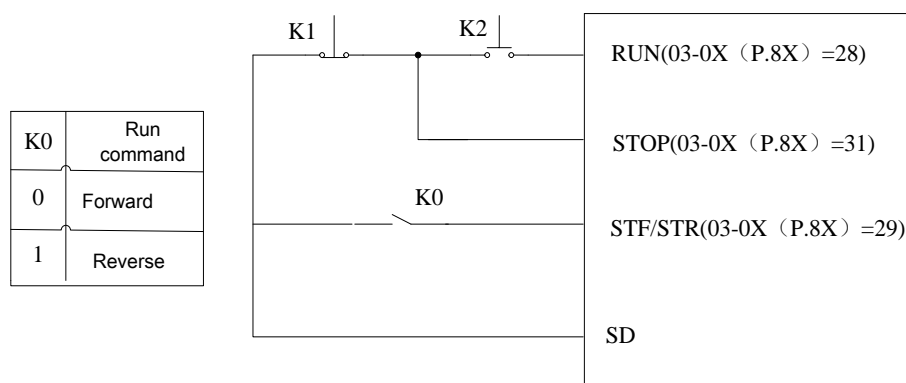 K1
K2
RUN(03-0X（P.8X）=28)
K0
Run
command
0
Forward
1
Reverse
STOP(03-0X（P.8X）=31)
K0
STF/STR(03-0X（P.8X）=29)
SD